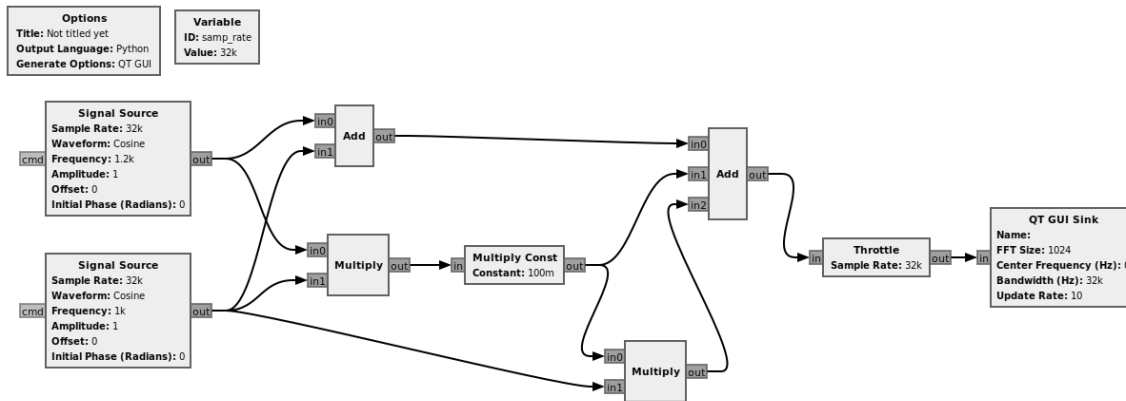 Options
Title: Not titled yet
Output Language: Python
Generate Options: QT GUI
Variable
ID: samp_rate
Value: 32k
Signal Source
Sample Rate: 32k
Waveform: Cosine
Frequency: 1.2k
Amplitude: 1
Offset: 0
Initial Phase (Radians): 0
cmd
out
in0
in1
Add
out
in0
in1
in2
Add
out
Signal Source
Sample Rate: 32k
Waveform: Cosine
Frequency: 1k
Amplitude: 1
Offset: 0
Initial Phase (Radians): 0
cmd
out
in0
in1
Multiply
out
in
Multiply Const
Constant: 100m
out
in0
in1
Multiply
out
in
Throttle
Sample Rate: 32k
out
in
QT GUI Sink
Name:
FFT Size: 1024
Center Frequency (Hz):
Bandwidth (Hz): 32k
Update Rate: 10